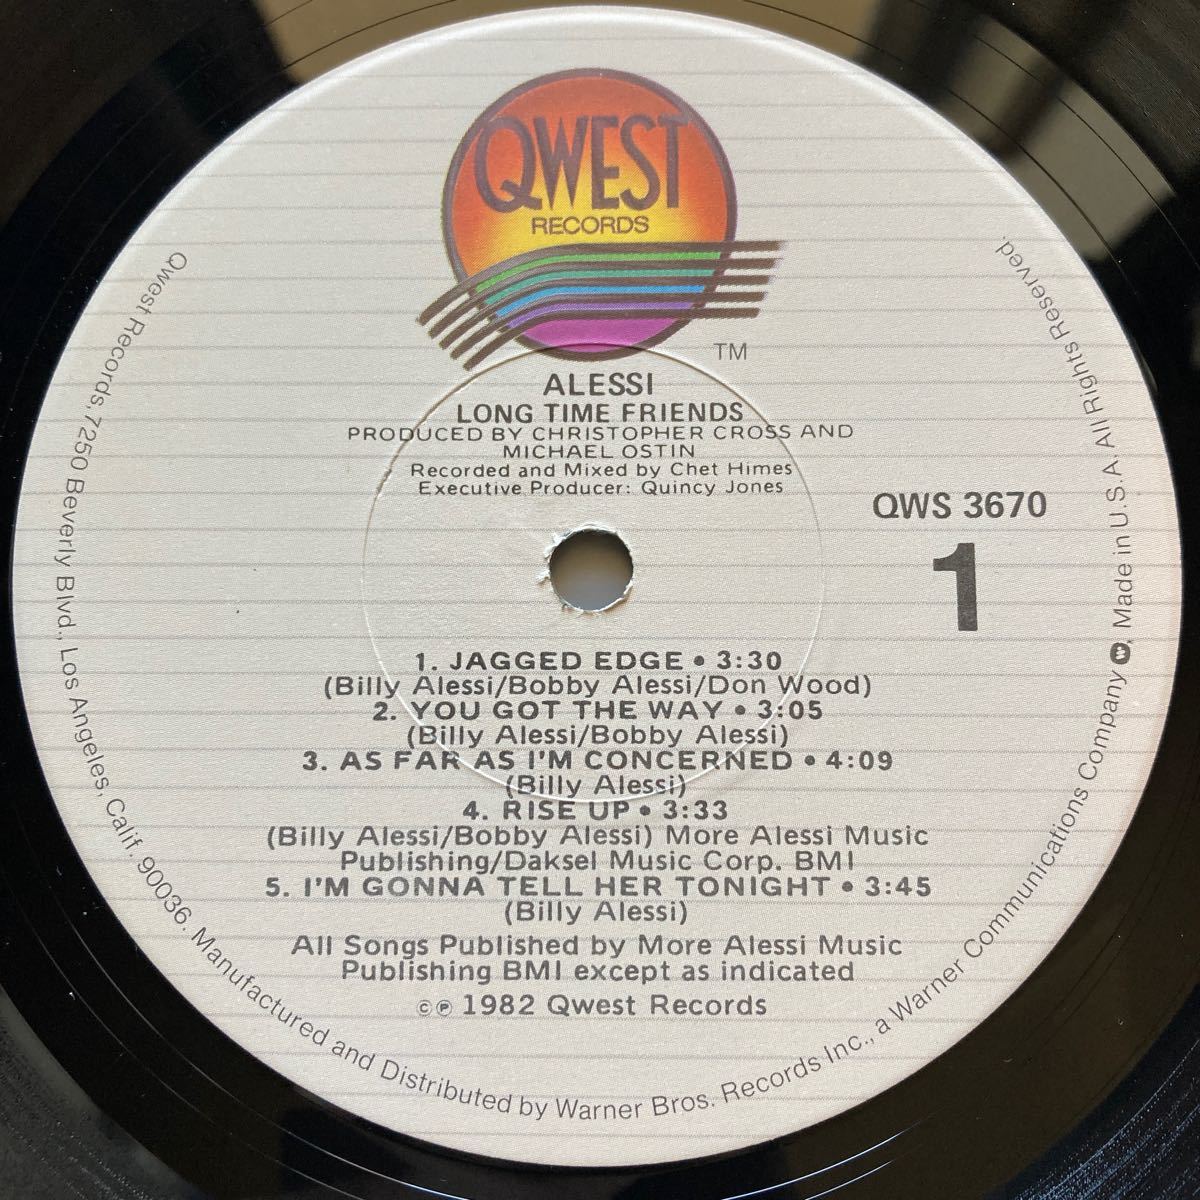 QWEST
RECORDS
TM
ALESSI
LONG TIME FRIENDS
PRODUCED BY CHRISTOPHER CROSS AND
MICHAEL OSTIN
Recorded and Mixed by Chet Himes
Executive Producer: Quincy Jones
QWS 3670
1
1. JAGGED EDGE • 3:30
(Billy Alessi/Bobby Alessi/Don Wood)
2. YOU GOT THE WAY • 3:05
(Billy Alessi/Bobby Alessi)
3. AS FAR AS I'M CONCERNED • 4:09
(Billy Alessi)
4. RISE UP • 3:33
(Billy Alessi/Bobby Alessi) More Alessi Music
Publishing/Daksel Music Corp. BMI
5. I'M GONNA TELL HER TONIGHT • 3:45
(Billy Alessi)
All Songs Published by More Alessi Music
Publishing BMI except as indicated
© ℗ 1982 Qwest Records
Qwest Records, 7250 Beverly Blvd., Los Angeles, Calif. 90036. Manufactured and Distributed by Warner Bros. Records Inc., a Warner Communications Company W, Made in U.S.A. All Rights Reserved.